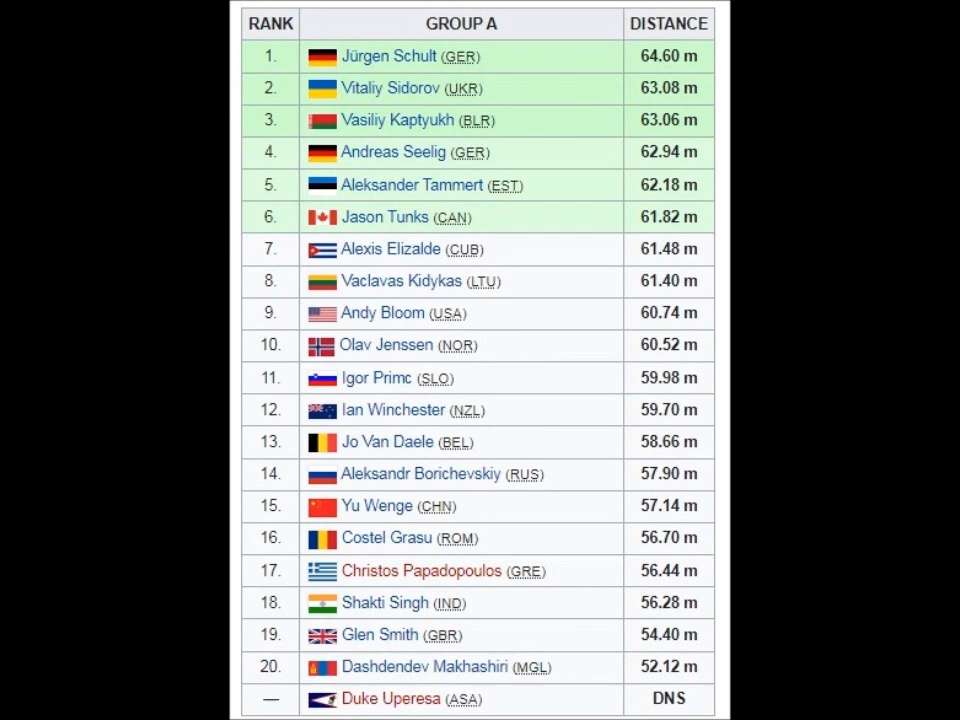 RANK GROUP A DISTANCE
1. Jürgen Schult (GER) 64.60 m
2. Vitaliy Sidorov (UKR) 63.08 m
3. Vasiliy Kaptyukh (BLR) 63.06 m
4. Andreas Seelig (GER) 62.94 m
5. Aleksander Tammert (EST) 62.18 m
6. Jason Tunks (CAN) 61.82 m
7. Alexis Elizalde (CUB) 61.48 m
8. Vaclavas Kidykas (LTU) 61.40 m
9. Andy Bloom (USA) 60.74 m
10. Olav Jenssen (NOR) 60.52 m
11. Igor Primc (SLO) 59.98 m
12. Ian Winchester (NZL) 59.70 m
13. Jo Van Daele (BEL) 58.66 m
14. Aleksandr Borichevskiy (RUS) 57.90 m
15. Yu Wenge (CHN) 57.14 m
16. Costel Grasu (ROM) 56.70 m
17. Christos Papadopoulos (GRE) 56.44 m
18. Shakti Singh (IND) 56.28 m
19. Glen Smith (GBR) 54.40 m
20. Dashdendev Makhashiri (MGL) 52.12 m
— Duke Uperesa (ASA) DNS